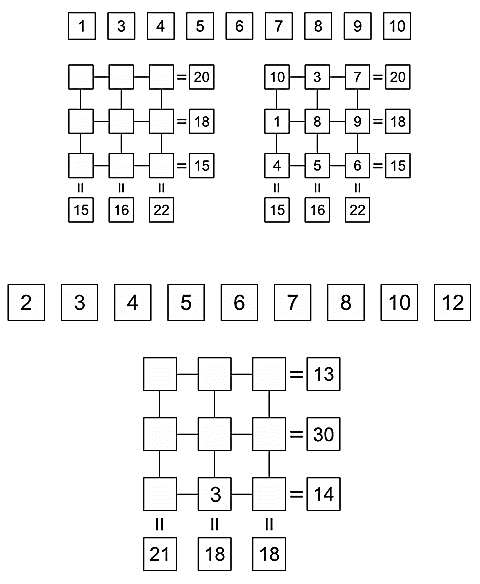 1 3 4 5 6 7 8 9 10
= 20 10 3 7 = 20
= 18 1 8 9 = 18
= 15 4 5 6 = 15
= = = = = =
15 16 22 15 16 22
2 3 4 5 6 7 8 10 12
= 13
= 30
3 = 14
= = =
21 18 18